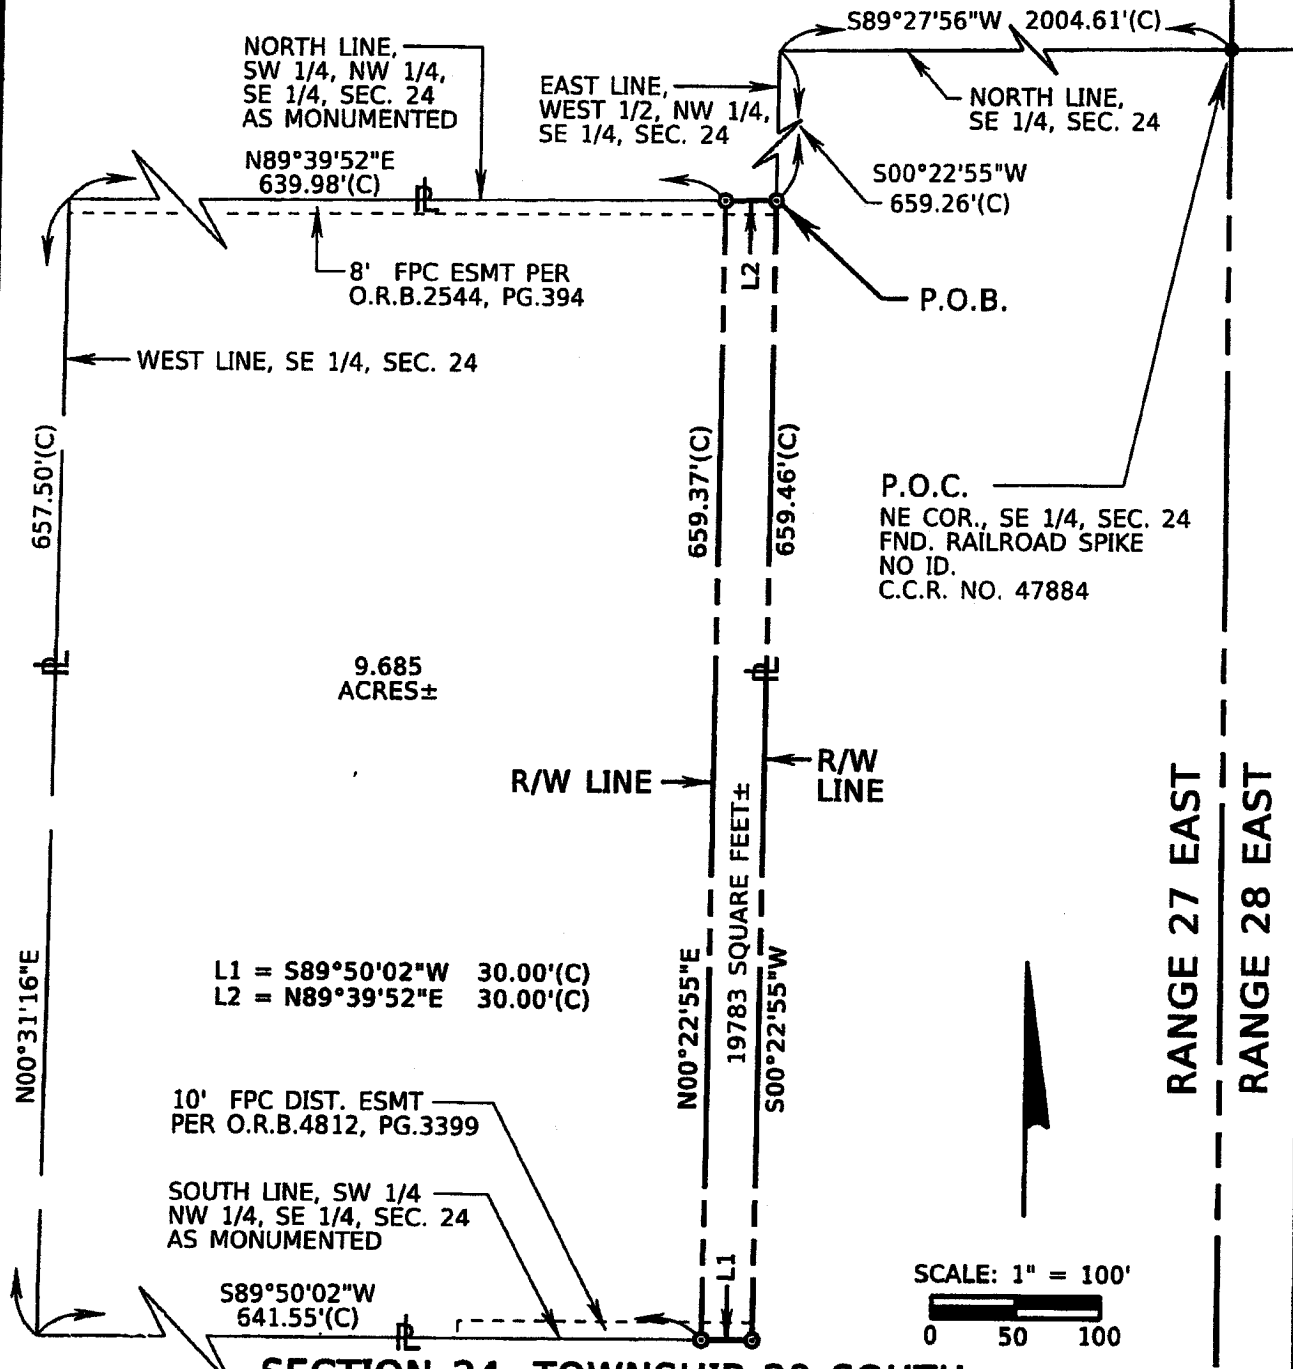 S89°27'56"W 2004.61'(C)
NORTH LINE,
SW 1/4, NW 1/4,
SE 1/4, SEC. 24
AS MONUMENTED
EAST LINE,
WEST 1/2, NW 1/4,
SE 1/4, SEC. 24
NORTH LINE,
SE 1/4, SEC. 24
N89°39'52"E
639.98'(C)
PL
S00°22'55"W
659.26'(C)
8' FPC ESMT PER
O.R.B.2544, PG.394
L2
P.O.B.
WEST LINE, SE 1/4, SEC. 24
657.50'(C)
659.37'(C)
659.46'(C)
P.O.C.
NE COR., SE 1/4, SEC. 24
FND. RAILROAD SPIKE
NO ID.
C.C.R. NO. 47884
PL
9.685
ACRES±
PL
R/W LINE
R/W
LINE
19783 SQUARE FEET±
RANGE 27 EAST
RANGE 28 EAST
N00°31'16"E
L1 = S89°50'02"W 30.00'(C)
L2 = N89°39'52"E 30.00'(C)
N00°22'55"E
S00°22'55"W
10' FPC DIST. ESMT
PER O.R.B.4812, PG.3399
SOUTH LINE, SW 1/4
NW 1/4, SE 1/4, SEC. 24
AS MONUMENTED
L1
S89°50'02"W
641.55'(C)
PL
SCALE: 1" = 100'
0 50 100
SECTION 24, TOWNSHIP 20 SOUTH